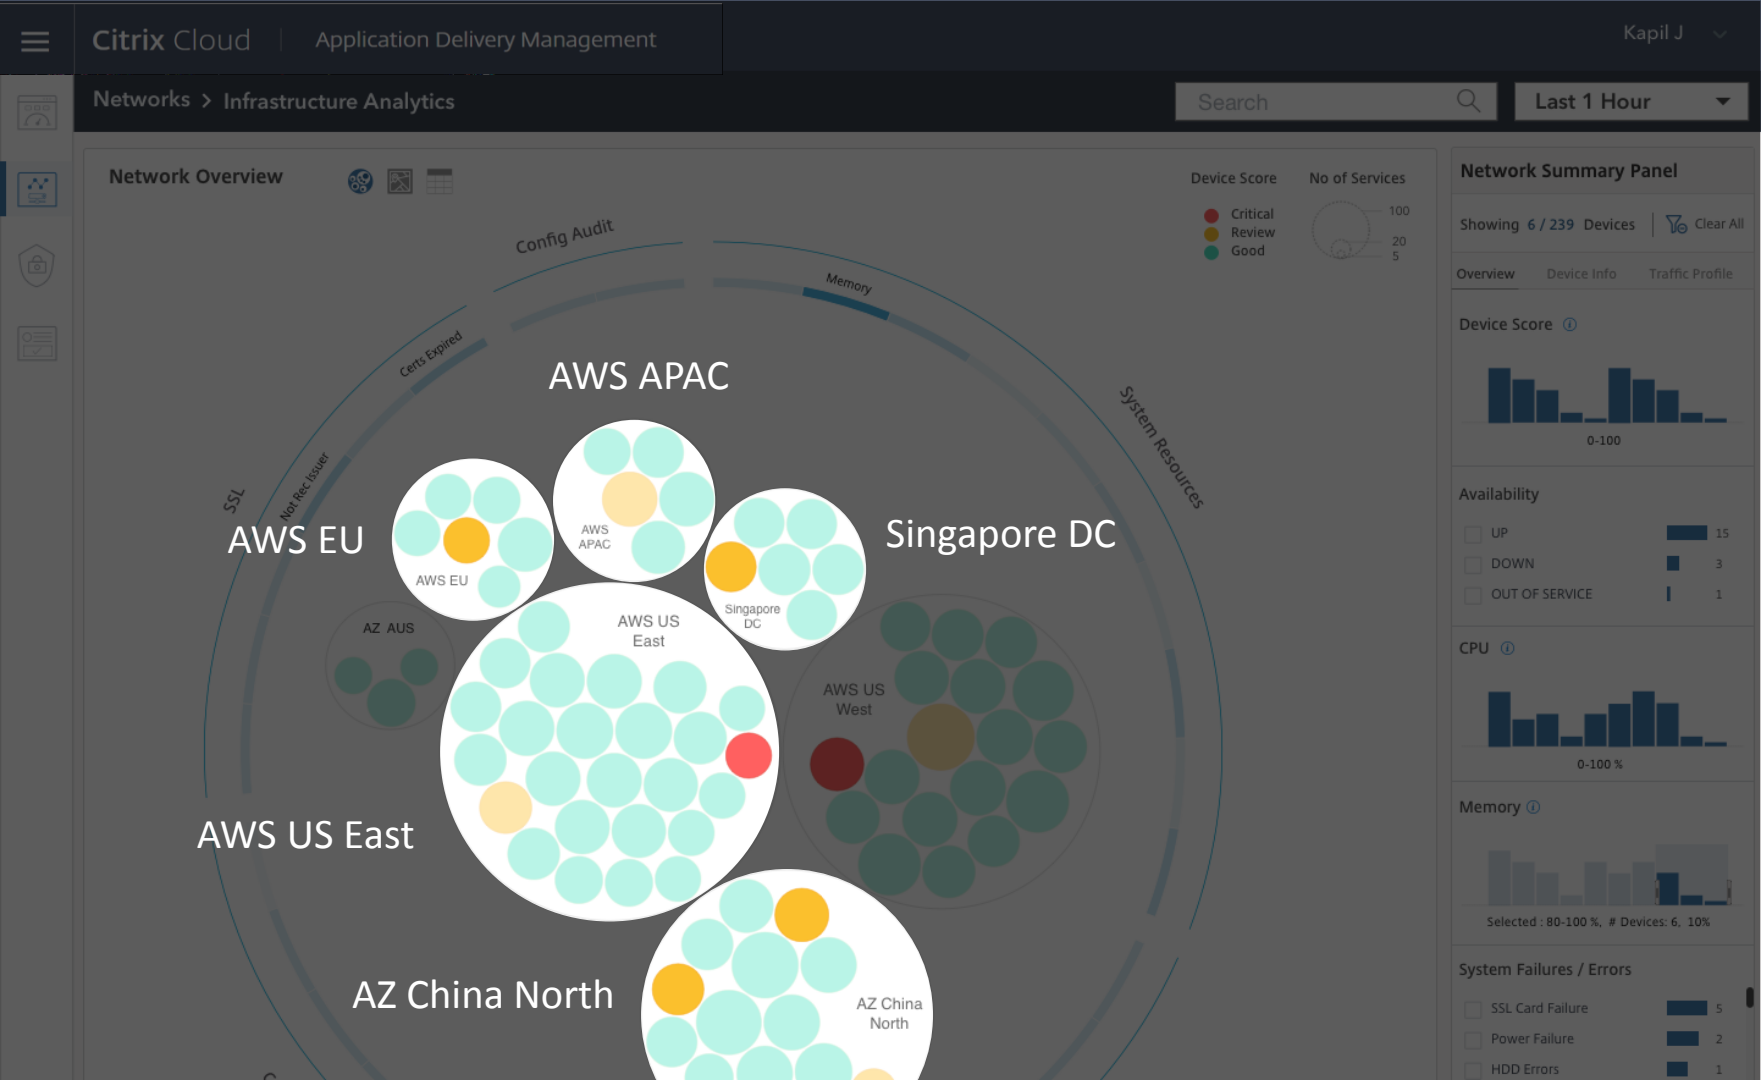 Citrix Cloud
Application Delivery Management
Kapil J
Networks > Infrastructure Analytics
Search
Last 1 Hour
Network Overview
Device Score
Critical
Review
Good
No of Services
100
20
5
Config Audit
Memory
Certs Expired
Not Rec Issuer
SSL
System Resources
AWS APAC
AWS
APAC
AWS EU
AWS EU
Singapore DC
Singapore
DC
AZ AUS
AWS US
East
AWS US
West
AWS US East
AZ China North
AZ China
North
Network Summary Panel
Showing 6 / 239 Devices
Clear All
Overview
Device Info
Traffic Profile
Device Score
0-100
Availability
UP 15
DOWN 3
OUT OF SERVICE 1
CPU
0-100 %
Memory
Selected : 80-100 %, # Devices: 6, 10%
System Failures / Errors
SSL Card Failure 5
Power Failure 2
HDD Errors 1